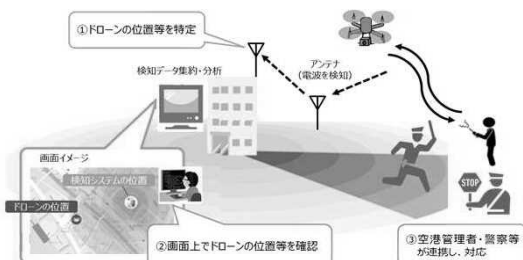 ①ドローンの位置等を特定
アンテナ
(電波を検知)
検知データ集約・分析
画面イメージ
検知システムの位置
ドローンの位置
②画面上でドローンの位置等を確認
STOP
③空港管理者・警察等
が連携し、対応